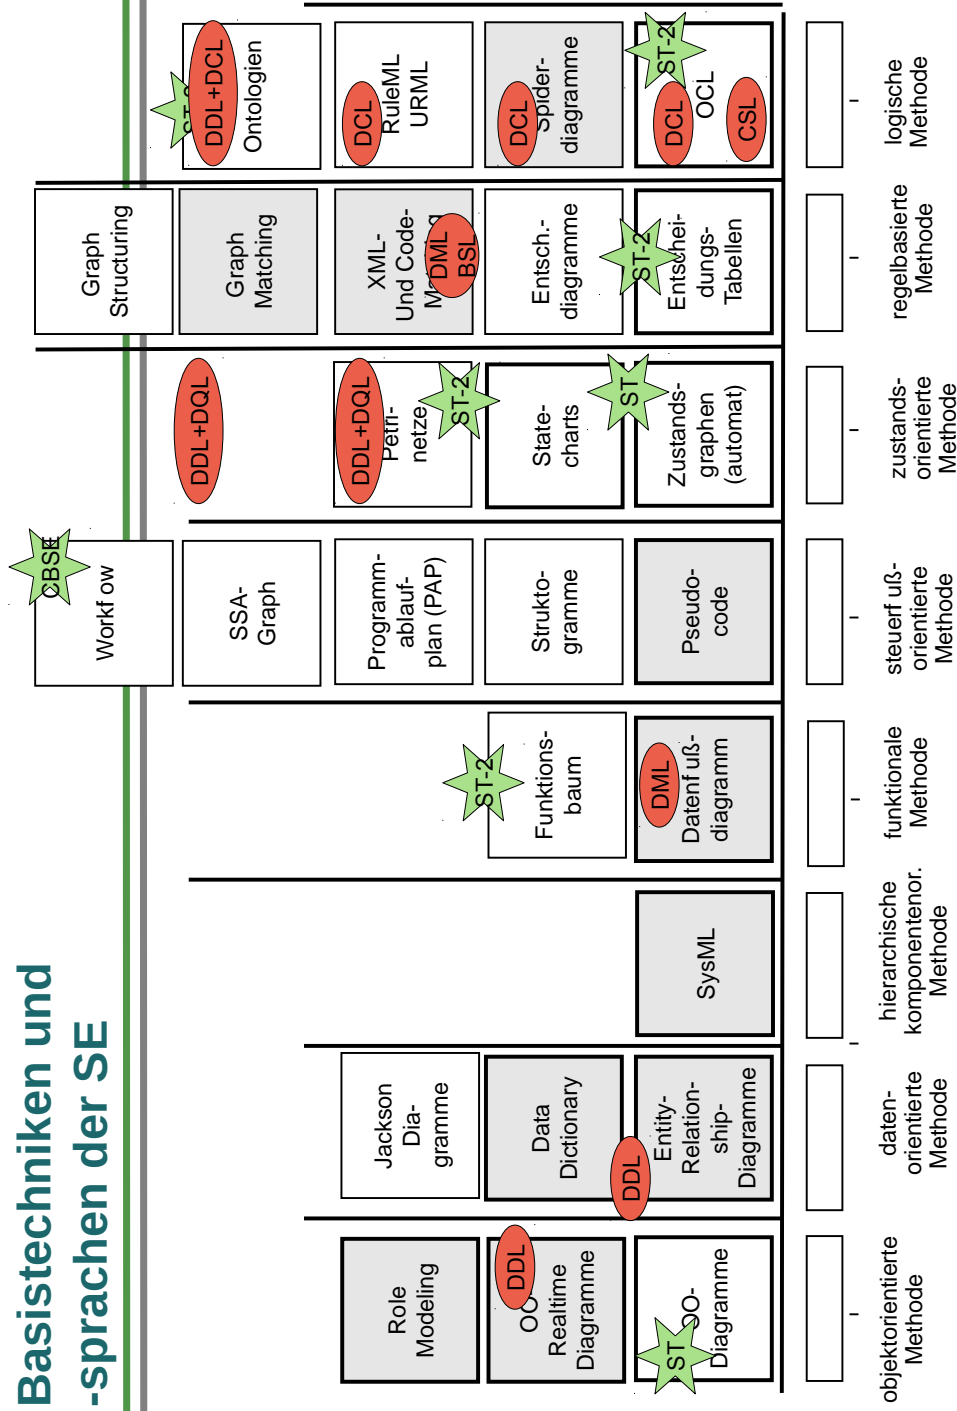 Basistechniken und
-sprachen der SE
Role
Modeling
DDL
OO
Realtime
Diagramme
ST
OO-
Diagramme
objektorientierte
Methode
Jackson
Dia-
gramme
Data
Dictionary
DDL
Entity-
Relation-
ship-
Diagramme
daten-
orientierte
Methode
SysML
hierarchische
komponentenor.
Methode
ST-2
Funktions-
baum
DML
Datenf uß-
diagramm
funktionale
Methode
CBSE
Workf ow
SSA-
Graph
Programm-
ablauf-
plan (PAP)
Strukto-
gramme
Pseudo-
code
steuerf uß-
orientierte
Methode
DDL+DQL
DDL+DQL
Petri-
netze
ST-2
State-
charts
ST
Zustands-
graphen
(automat)
zustands-
orientierte
Methode
Graph
Structuring
Graph
Matching
XML-
Und Code-
DML
BSL
Entsch.-
diagramme
ST-2
Entschei-
dungs-
Tabellen
regelbasierte
Methode
DDL+DCL
Ontologien
DCL
RuleML
URML
DCL
Spider-
diagramme
ST-2
DCL
OCL
CSL
logische
Methode